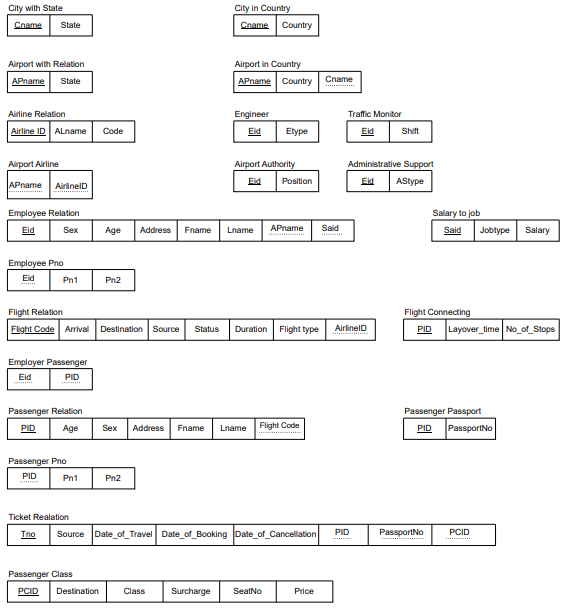 City with State
Cname State
City in Country
Cname Country
Airport with Relation
APname State
Airport in Country
APname Country Cname
Airline Relation
Airline ID ALname Code
Engineer
Eid Etype
Traffic Monitor
Eid Shift
Airport Airline
APname AirlineID
Airport Authority
Eid Position
Administrative Support
Eid AStype
Employee Relation
Eid Sex Age Address Fname Lname APname Said
Salary to job
Said Jobtype Salary
Employee Pno
Eid Pn1 Pn2
Flight Relation
Flight Code Arrival Destination Source Status Duration Flight type AirlineID
Flight Connecting
PID Layover_time No_of_Stops
Employer Passenger
Eid PID
Passenger Relation
PID Age Sex Address Fname Lname Flight Code
Passenger Passport
PID PassportNo
Passenger Pno
PID Pn1 Pn2
Ticket Realation
Tno Source Date_of_Travel Date_of_Booking Date_of_Cancellation PID PassportNo PCID
Passenger Class
PCID Destination Class Surcharge SeatNo Price